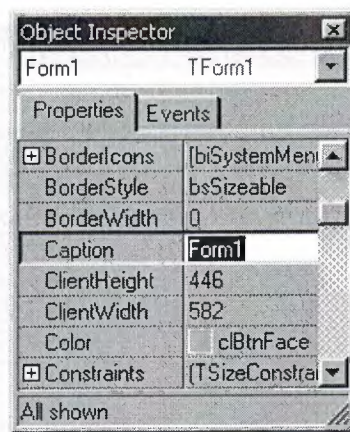 Object Inspector
Form1 TForm1
Properties Events
BorderIcons [biSystemMenu
BorderStyle bsSizeable
BorderWidth 0
Caption Form1
ClientHeight 446
ClientWidth 582
Color clBtnFace
Constraints (TSizeConstrai
All shown